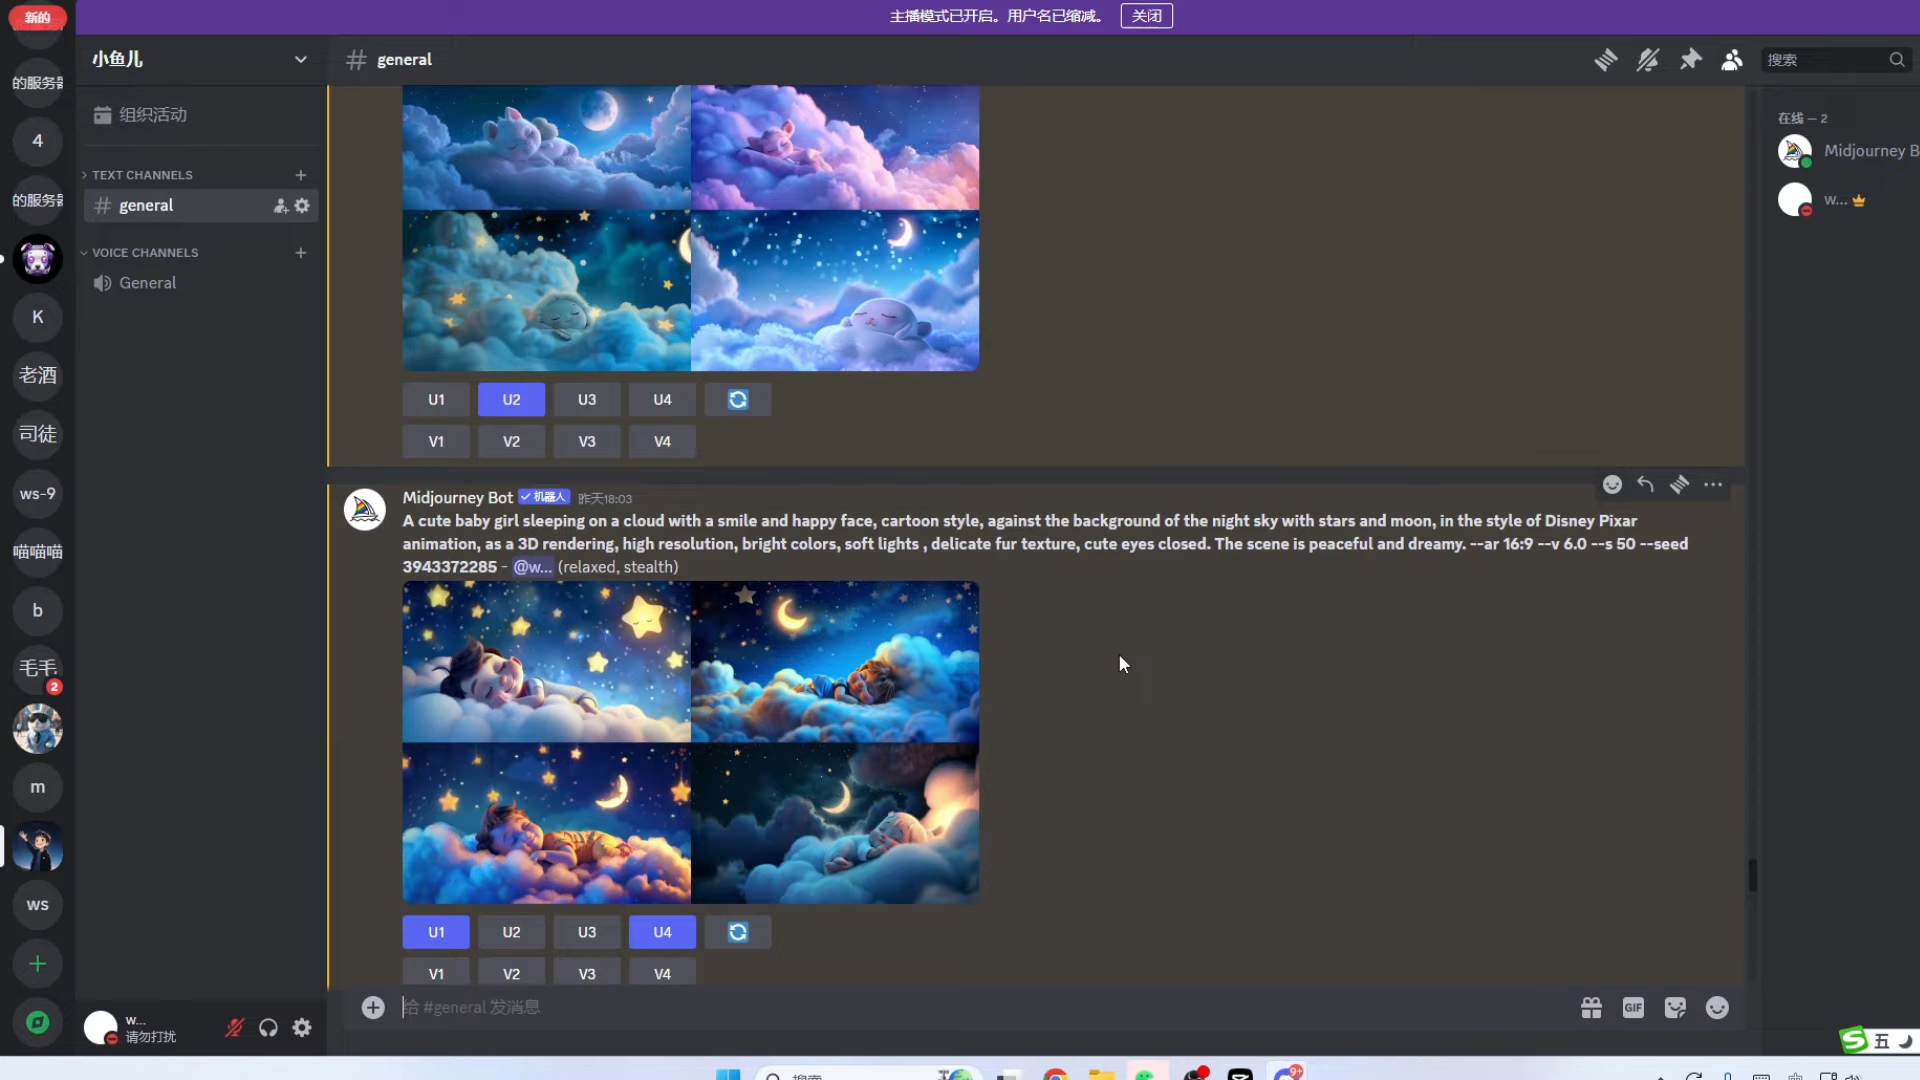 新的
主播模式已开启。用户名已缩减。
关闭
小鱼儿
general
搜索
的服务器
组织活动
在线 — 2
4
Midjourney B
TEXT CHANNELS
的服务器
general
w...
VOICE CHANNELS
General
K
老酒
U1 U2 U3 U4
司徒
V1 V2 V3 V4
ws-9
Midjourney Bot 机器人 昨天18:03
A cute baby girl sleeping on a cloud with a smile and happy face, cartoon style, against the background of the night sky with stars and moon, in the style of Disney Pixar
animation, as a 3D rendering, high resolution, bright colors, soft lights , delicate fur texture, cute eyes closed. The scene is peaceful and dreamy. --ar 16:9 --v 6.0 --s 50 --seed
3943372285 - @w... (relaxed, stealth)
喵喵喵
b
毛毛
2
m
ws
U1 U2 U3 U4
V1 V2 V3 V4
给 #general 发消息
GIF
w...
请勿打扰
S 五
搜索
9+